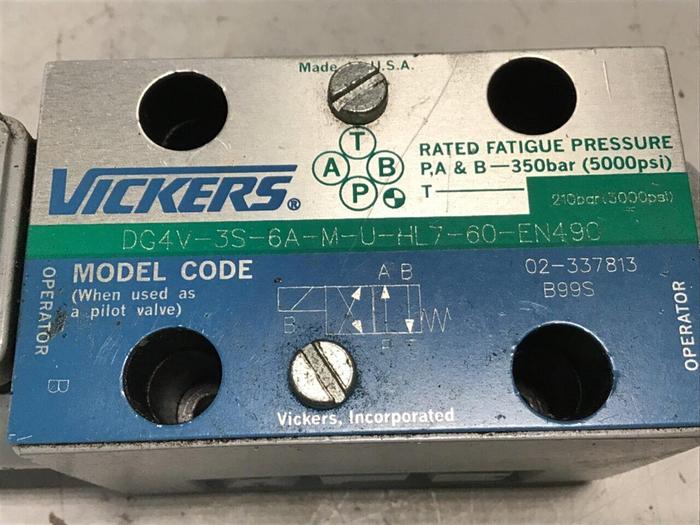 Made U.S.A.
T
A B
P
VICKERS®
RATED FATIGUE PRESSURE
P,A & B—350bar (5000psi)
T— 210bar(3000psi)
DG4V-3S-6A-M-U-HL7-60-EN490
OPERATOR
B
MODEL CODE
(When used as
a pilot valve)
A B
B
P T
02-337813
B99S
OPERATOR
Vickers, Incorporated